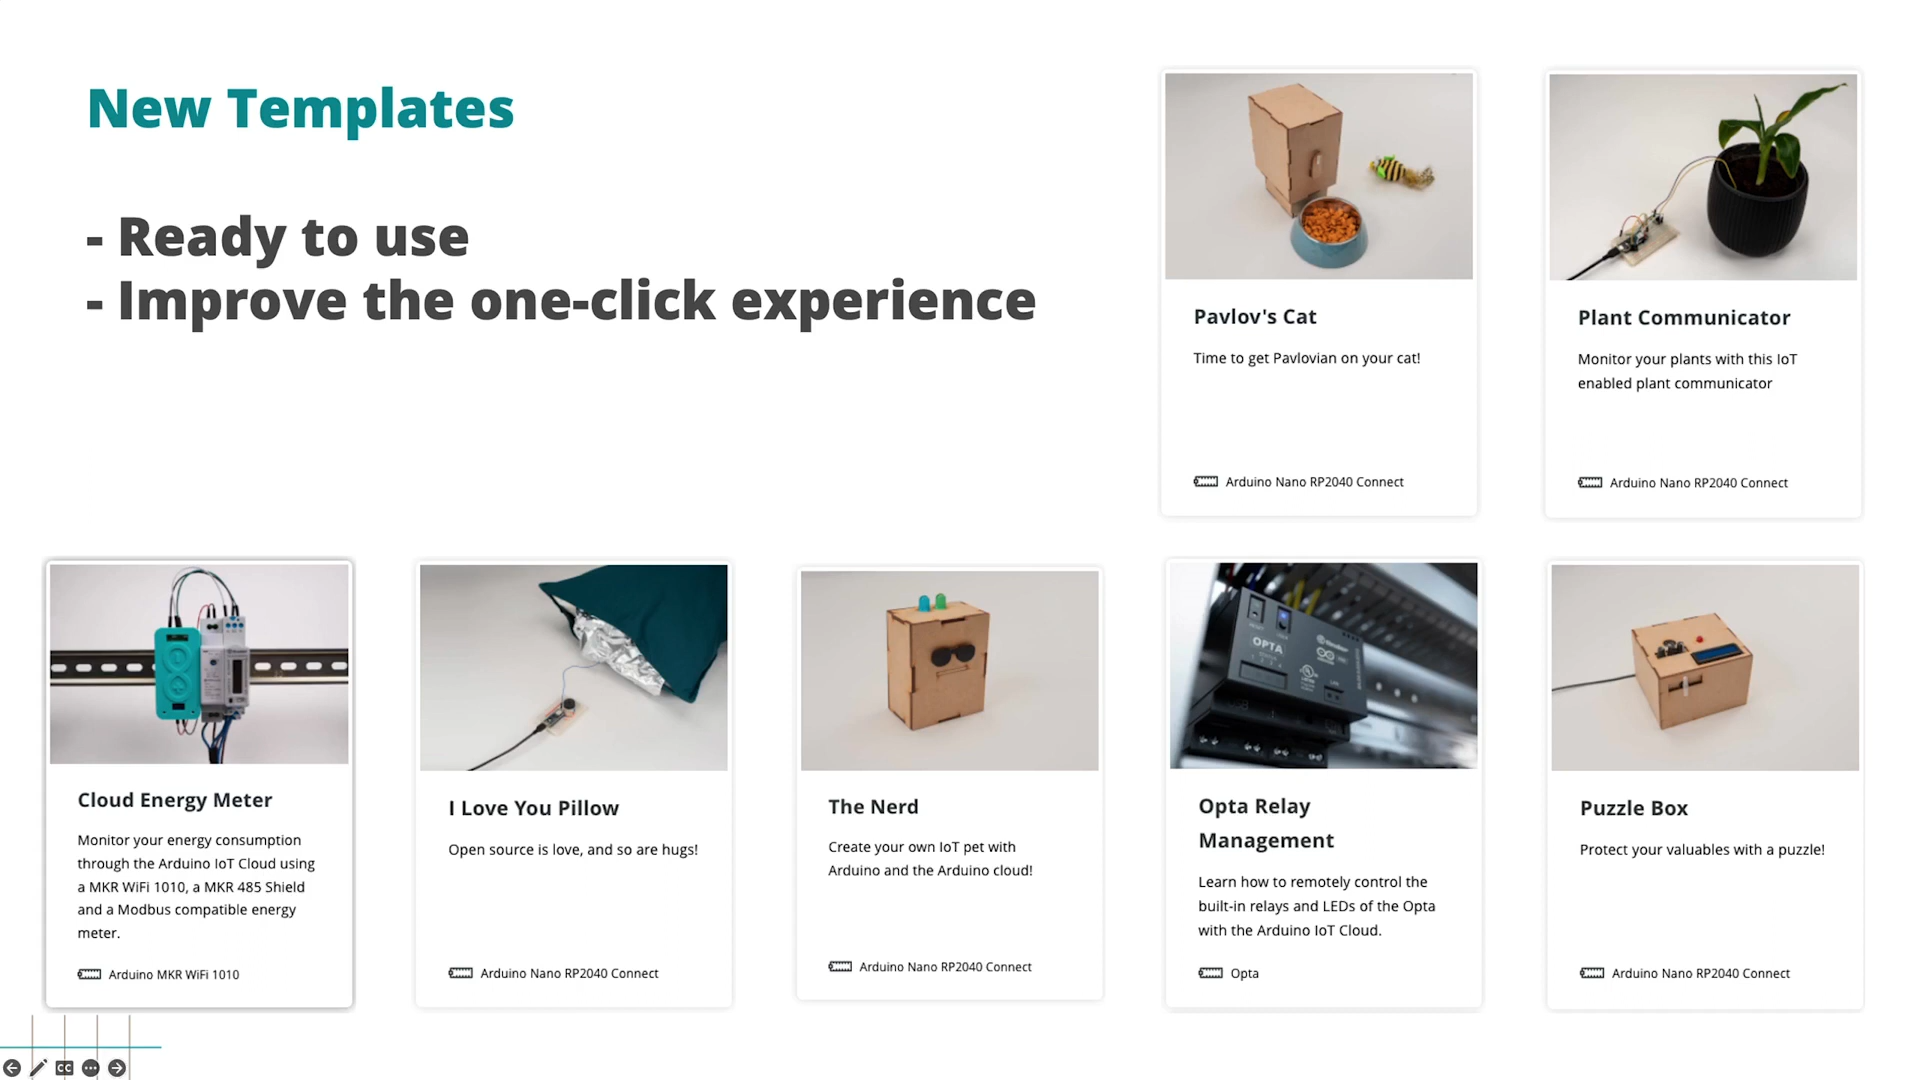 New Templates
- Ready to use
- Improve the one-click experience
Pavlov's Cat
Time to get Pavlovian on your cat!
Arduino Nano RP2040 Connect
Plant Communicator
Monitor your plants with this IoT
enabled plant communicator
Arduino Nano RP2040 Connect
Cloud Energy Meter
Monitor your energy consumption
through the Arduino IoT Cloud using
a MKR WiFi 1010, a MKR 485 Shield
and a Modbus compatible energy
meter.
Arduino MKR WiFi 1010
I Love You Pillow
Open source is love, and so are hugs!
Arduino Nano RP2040 Connect
The Nerd
Create your own IoT pet with
Arduino and the Arduino cloud!
Arduino Nano RP2040 Connect
OPTA
Opta Relay
Management
Learn how to remotely control the
built-in relays and LEDs of the Opta
with the Arduino IoT Cloud.
Opta
Puzzle Box
Protect your valuables with a puzzle!
Arduino Nano RP2040 Connect
CC